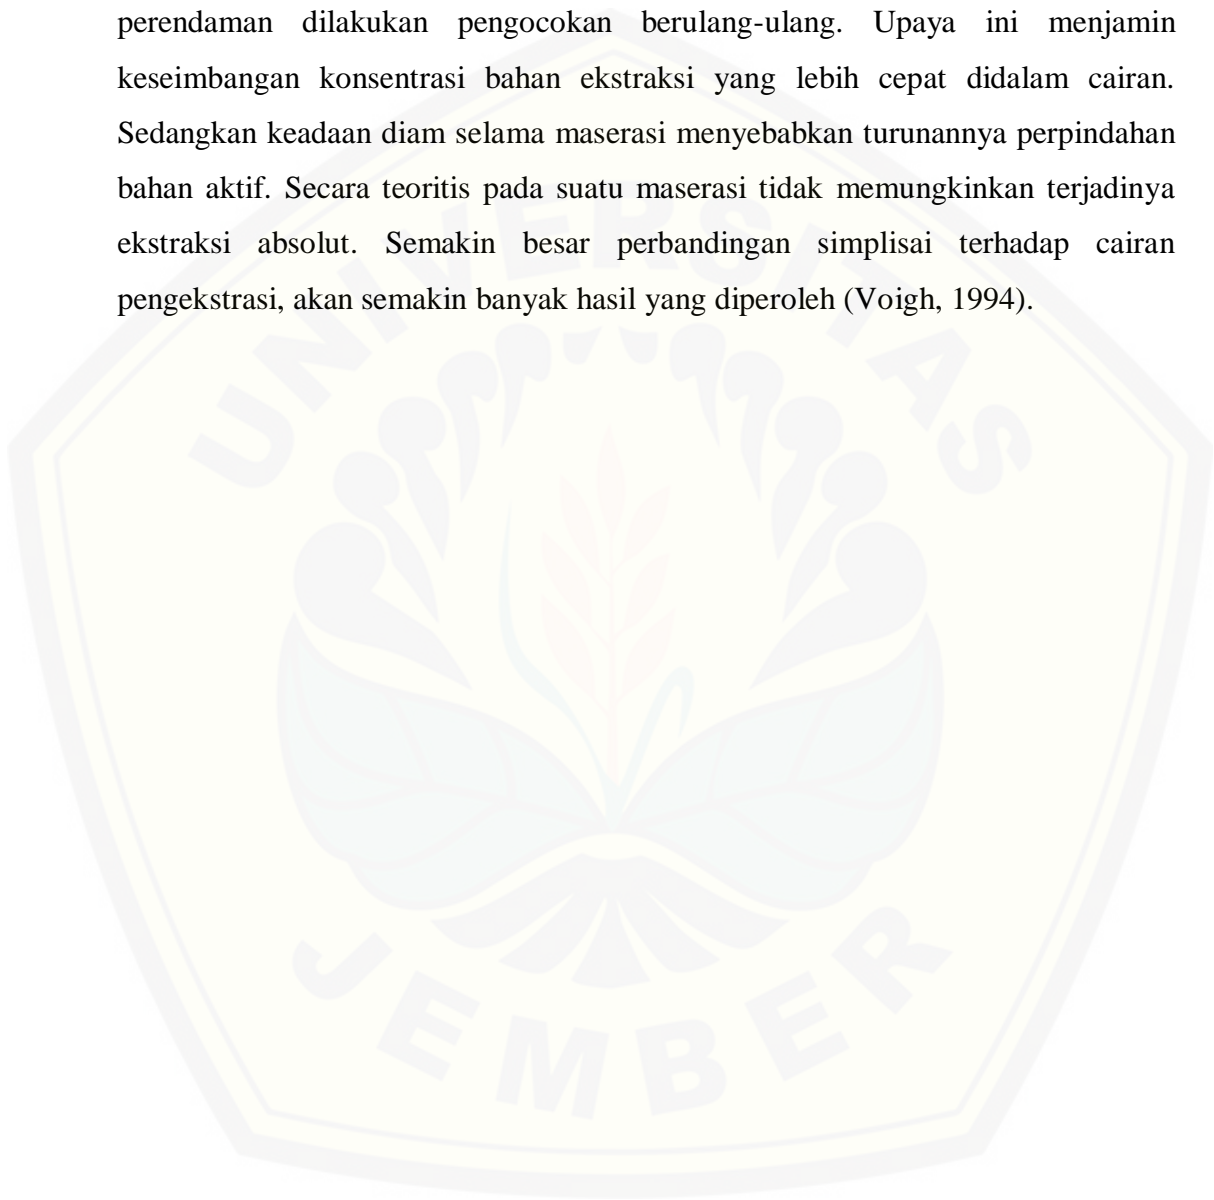 perendaman dilakukan pengocokan berulang-ulang. Upaya ini menjamin
keseimbangan konsentrasi bahan ekstraksi yang lebih cepat didalam cairan.
Sedangkan keadaan diam selama maserasi menyebabkan turunannya perpindahan
bahan aktif. Secara teoritis pada suatu maserasi tidak memungkinkan terjadinya
ekstraksi absolut. Semakin besar perbandingan simplisai terhadap cairan
pengekstrasi, akan semakin banyak hasil yang diperoleh (Voigh, 1994).
UNIVERSITAS
JEMBER